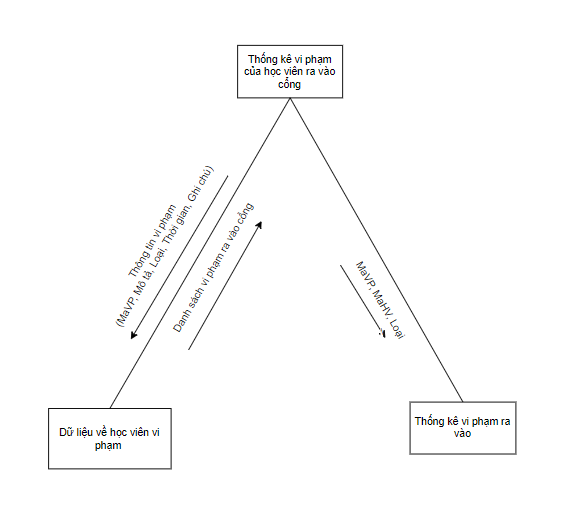 Thống kê vi phạm
của học viên ra vào
cổng
Thông tin vi phạm
(MaVP, Mô tả, Loại, Thời gian, Ghi chú)
Danh sách vi phạm ra vào cổng
MaVP, MaHV, Loại
Dữ liệu về học viên vi
phạm
Thống kê vi phạm ra
vào